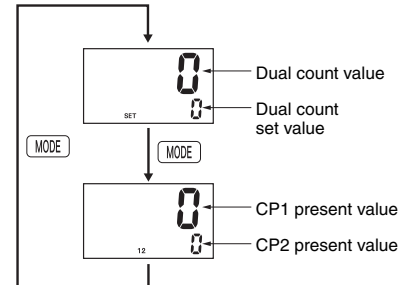 0
Dual count value
SET
0
Dual count
set value
MODE
MODE
0
CP1 present value
12
0
CP2 present value